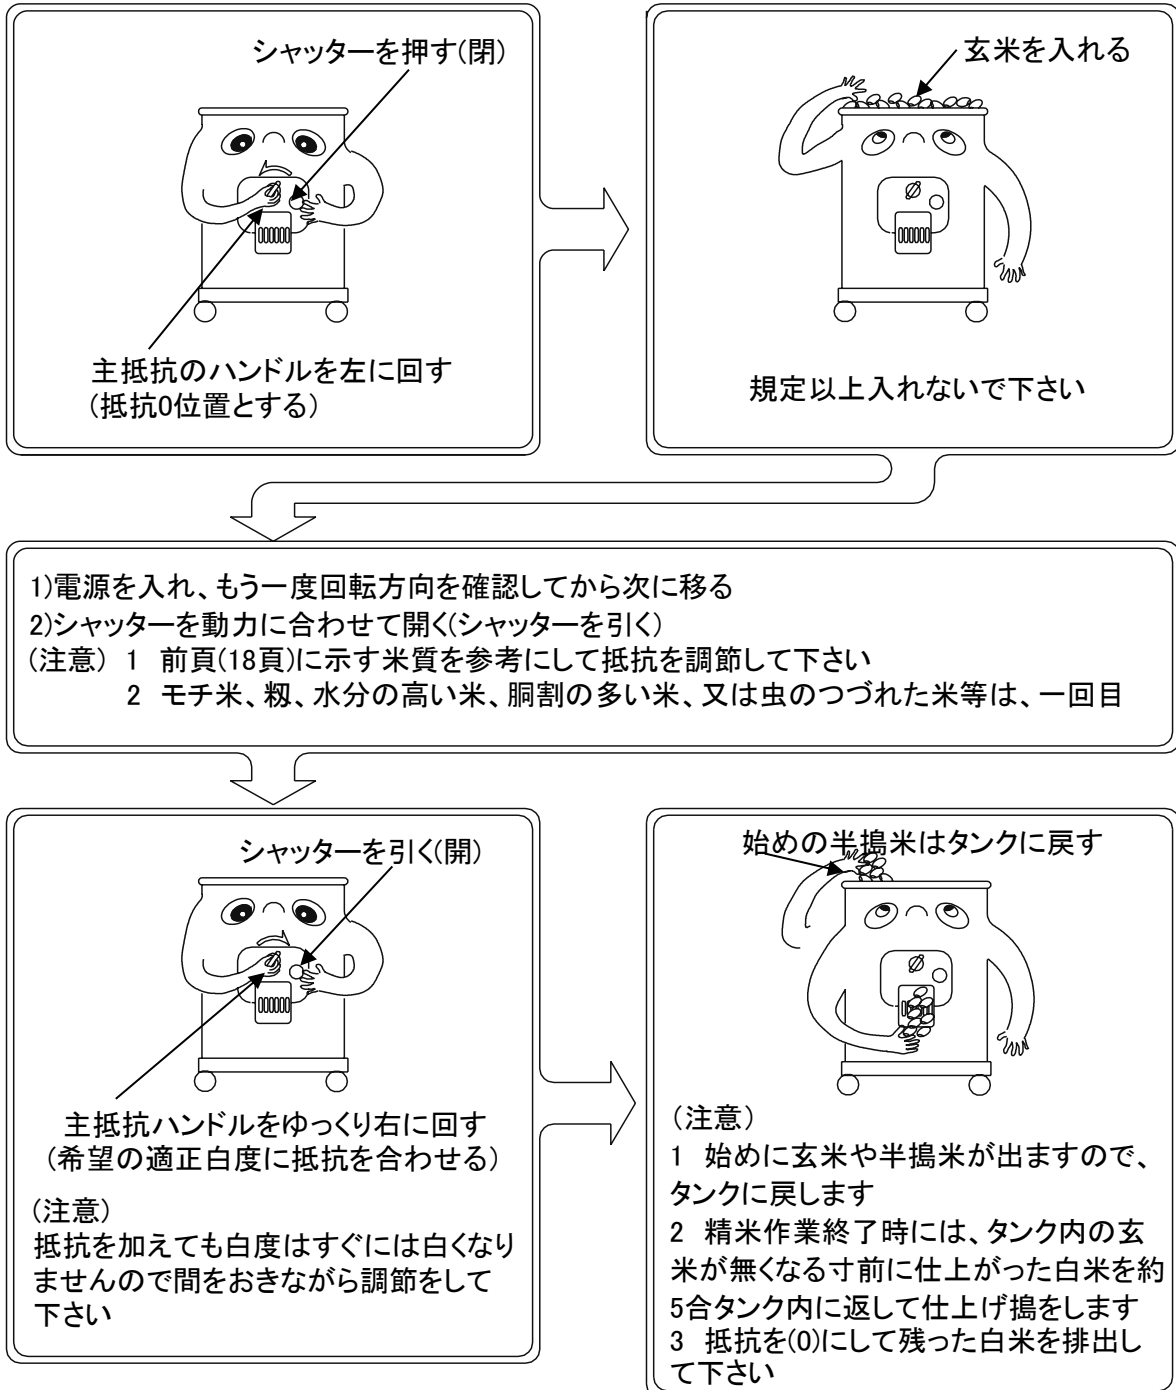 シャッターを押す(閉)
主抵抗のハンドルを左に回す
(抵抗0位置とする)
玄米を入れる
規定以上入れないで下さい
1)電源を入れ、もう一度回転方向を確認してから次に移る
2)シャッターを動力に合わせて開く(シャッターを引く)
(注意) 1 前頁(18頁)に示す米質を参考にして抵抗を調節して下さい
2 モチ米、籾、水分の高い米、胴割の多い米、又は虫のつづれた米等は、一回目
シャッターを引く(開)
主抵抗ハンドルをゆっくり右に回す
(希望の適正白度に抵抗を合わせる)
(注意)
抵抗を加えても白度はすぐには白くなり
ませんので間をおきながら調節をして
下さい
始めの半搗米はタンクに戻す
(注意)
1 始めに玄米や半搗米が出ますので、
タンクに戻します
2 精米作業終了時には、タンク内の玄
米が無くなる寸前に仕上がった白米を約
5合タンク内に返して仕上げ搗をします
3 抵抗を(0)にして残った白米を排出し
て下さい